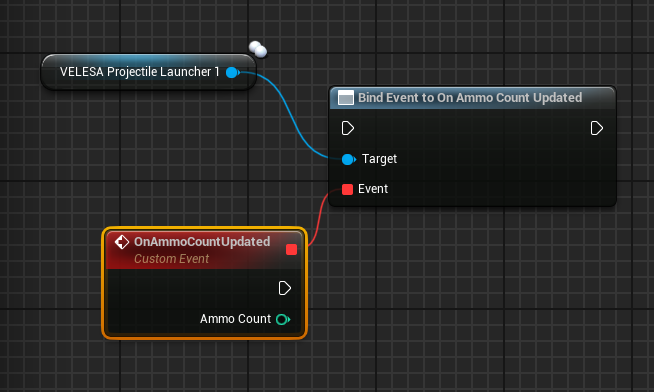 VELESA Projectile Launcher 1
Bind Event to On Ammo Count Updated
Target
Event
OnAmmoCountUpdated
Custom Event
Ammo Count